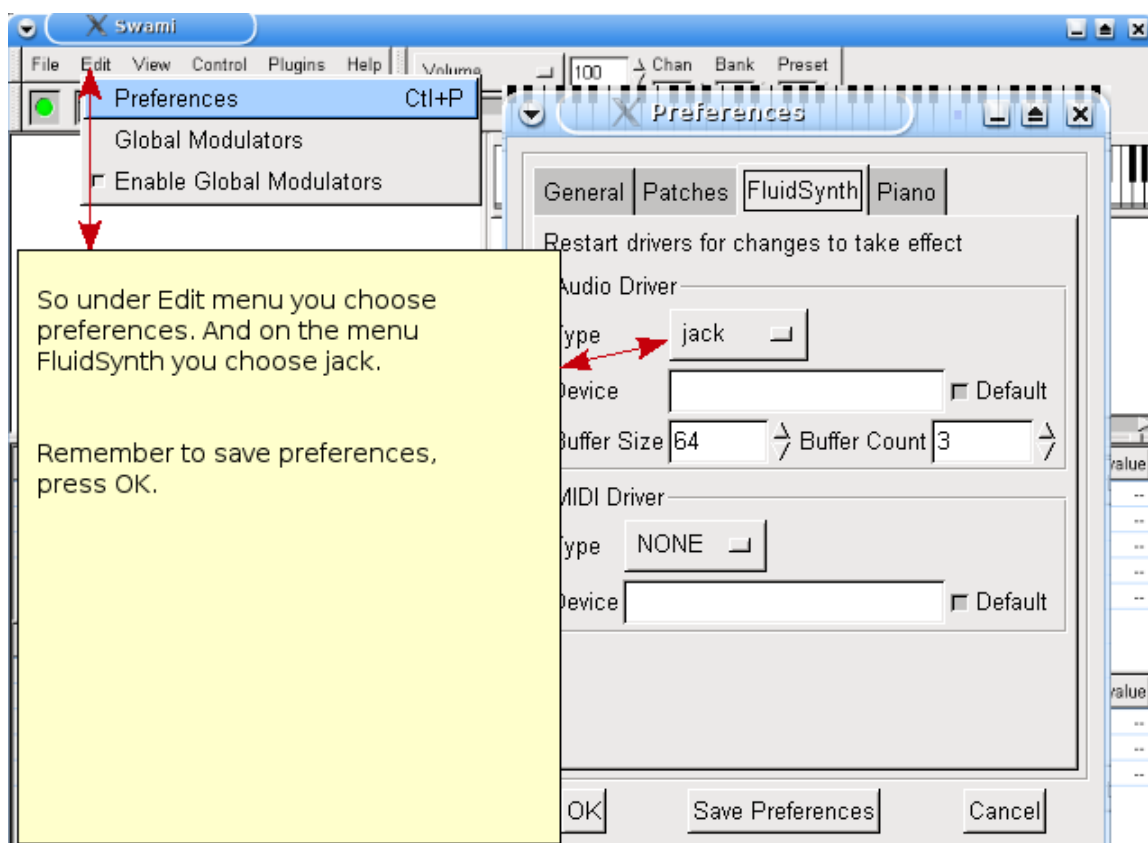 Swami
File Edit View Control Plugins Help Volume 100 Chan Bank Preset
Preferences Ctl+P
Global Modulators
Enable Global Modulators
Preferences
General Patches FluidSynth Piano
Restart drivers for changes to take effect
Audio Driver
Type jack
Device Default
Buffer Size 64 Buffer Count 3
MIDI Driver
Type NONE
Device Default
OK Save Preferences Cancel
So under Edit menu you choose
preferences. And on the menu
FluidSynth you choose jack.
Remember to save preferences,
press OK.
value
--
--
--
--
--
value
--
--
--